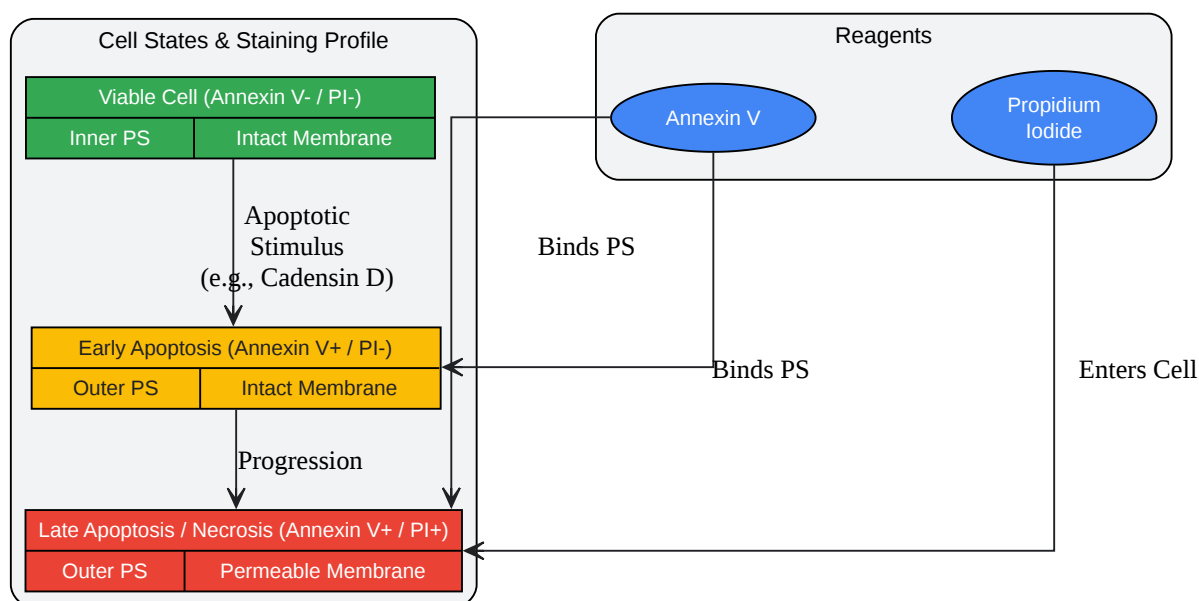 Cell States & Staining Profile
Viable Cell (Annexin V- / PI-)
Inner PS
Intact Membrane
Apoptotic
Stimulus
(e.g., Cadensin D)
Early Apoptosis (Annexin V+ / PI-)
Outer PS
Intact Membrane
Progression
Late Apoptosis / Necrosis (Annexin V+ / PI+)
Outer PS
Permeable Membrane
Reagents
Annexin V
Propidium
Iodide
Binds PS
Binds PS
Enters Cell